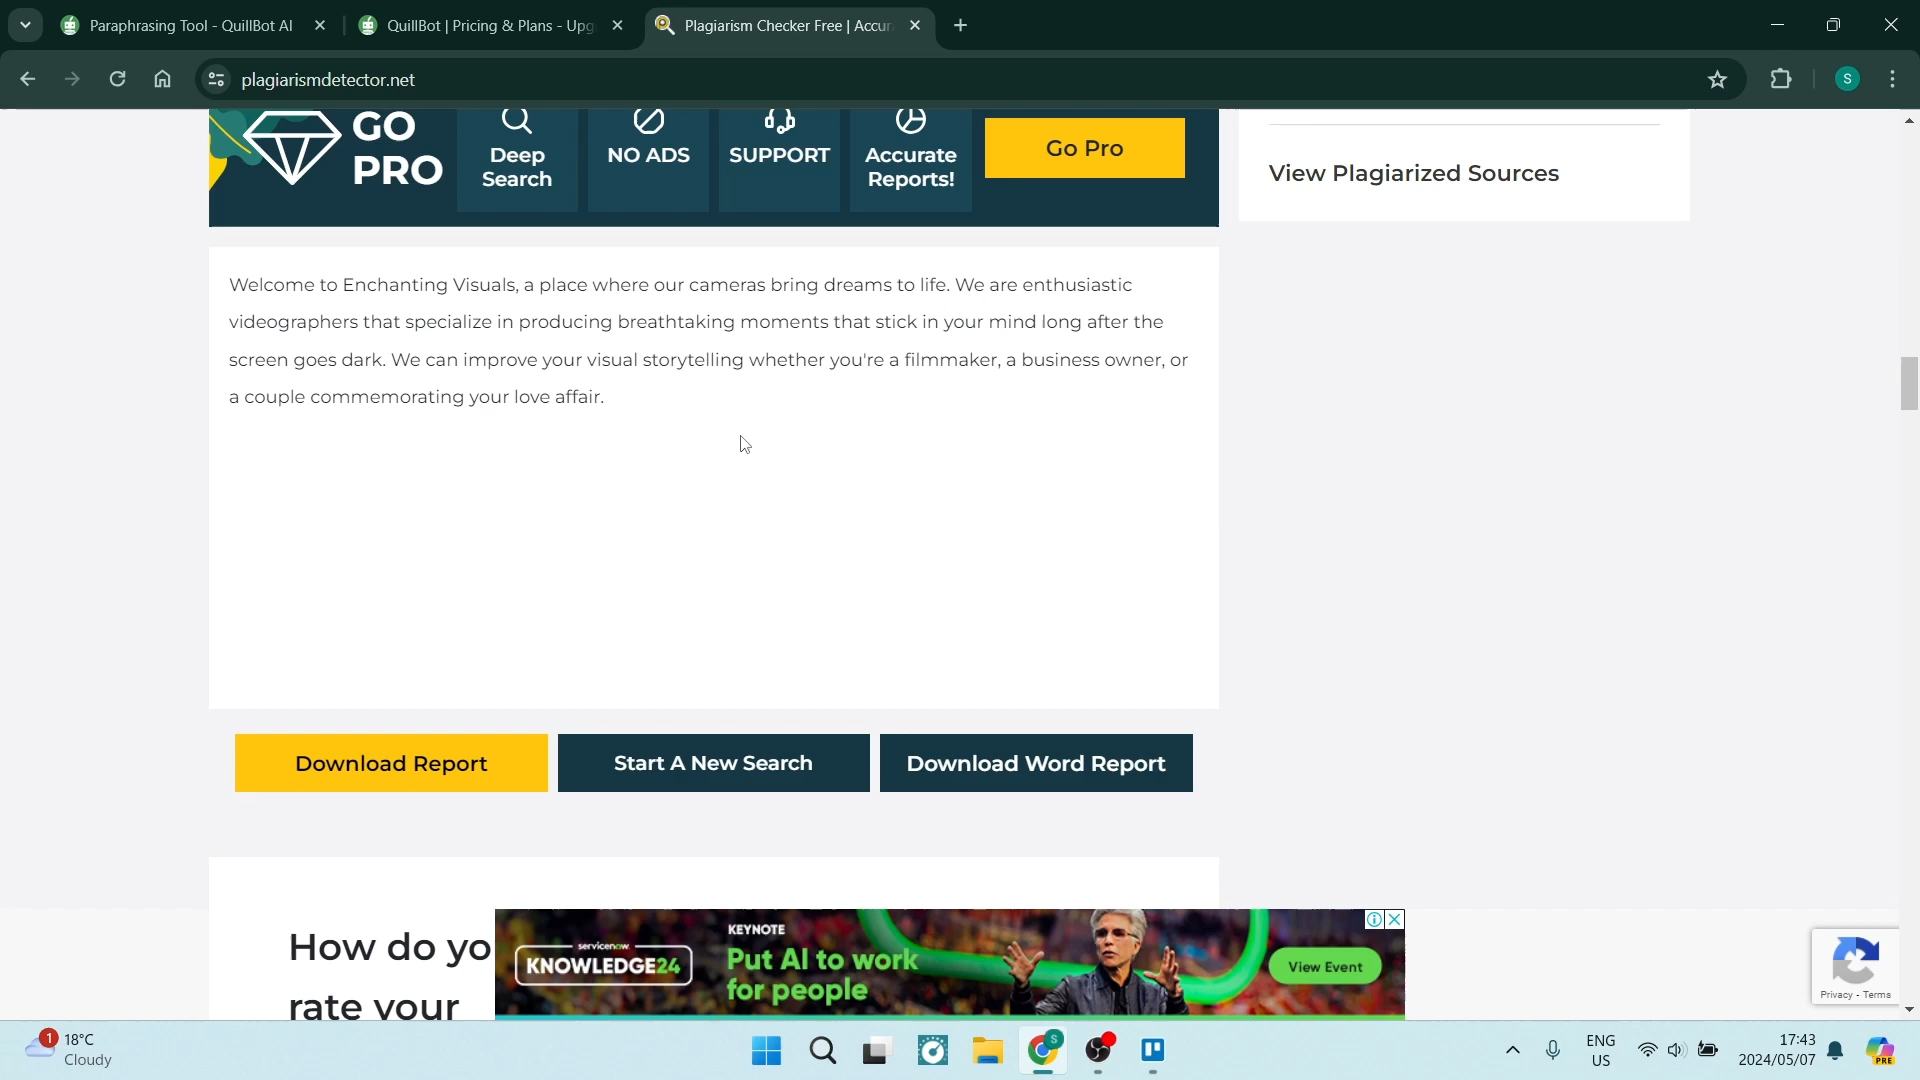 Paraphrasing Tool - QuillBot AI
QuillBot | Pricing & Plans - Upg
Plagiarism Checker Free | Accur
plagiarismdetector.net
S
GO PRO
Deep Search
NO ADS
SUPPORT
Accurate Reports!
Go Pro
View Plagiarized Sources
Welcome to Enchanting Visuals, a place where our cameras bring dreams to life. We are enthusiastic
videographers that specialize in producing breathtaking moments that stick in your mind long after the
screen goes dark. We can improve your visual storytelling whether you're a filmmaker, a business owner, or
a couple commemorating your love affair.
Download Report
Start A New Search
Download Word Report
How do yo
rate your
servicenow
KNOWLEDGE24
KEYNOTE
Put AI to work
for people
View Event
Privacy - Terms
1
18°C
Cloudy
S
ENG
US
17:43
2024/05/07
PRE